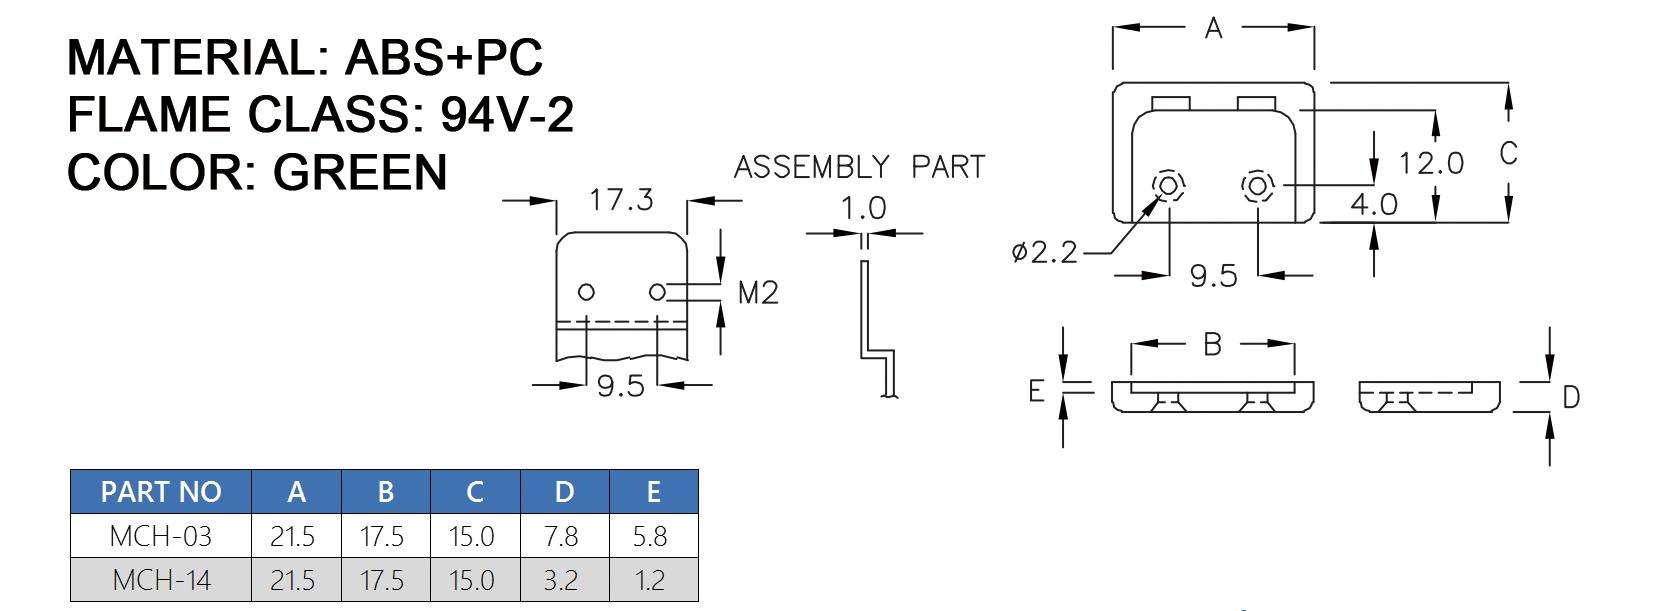 MATERIAL: ABS+PC
FLAME CLASS: 94V-2
COLOR: GREEN
ASSEMBLY PART
17.3
1.0
M2
9.5
A
C
12.0
4.0
ø2.2
9.5
B
E
D
PART NO A B C D E
MCH-03 21.5 17.5 15.0 7.8 5.8
MCH-14 21.5 17.5 15.0 3.2 1.2